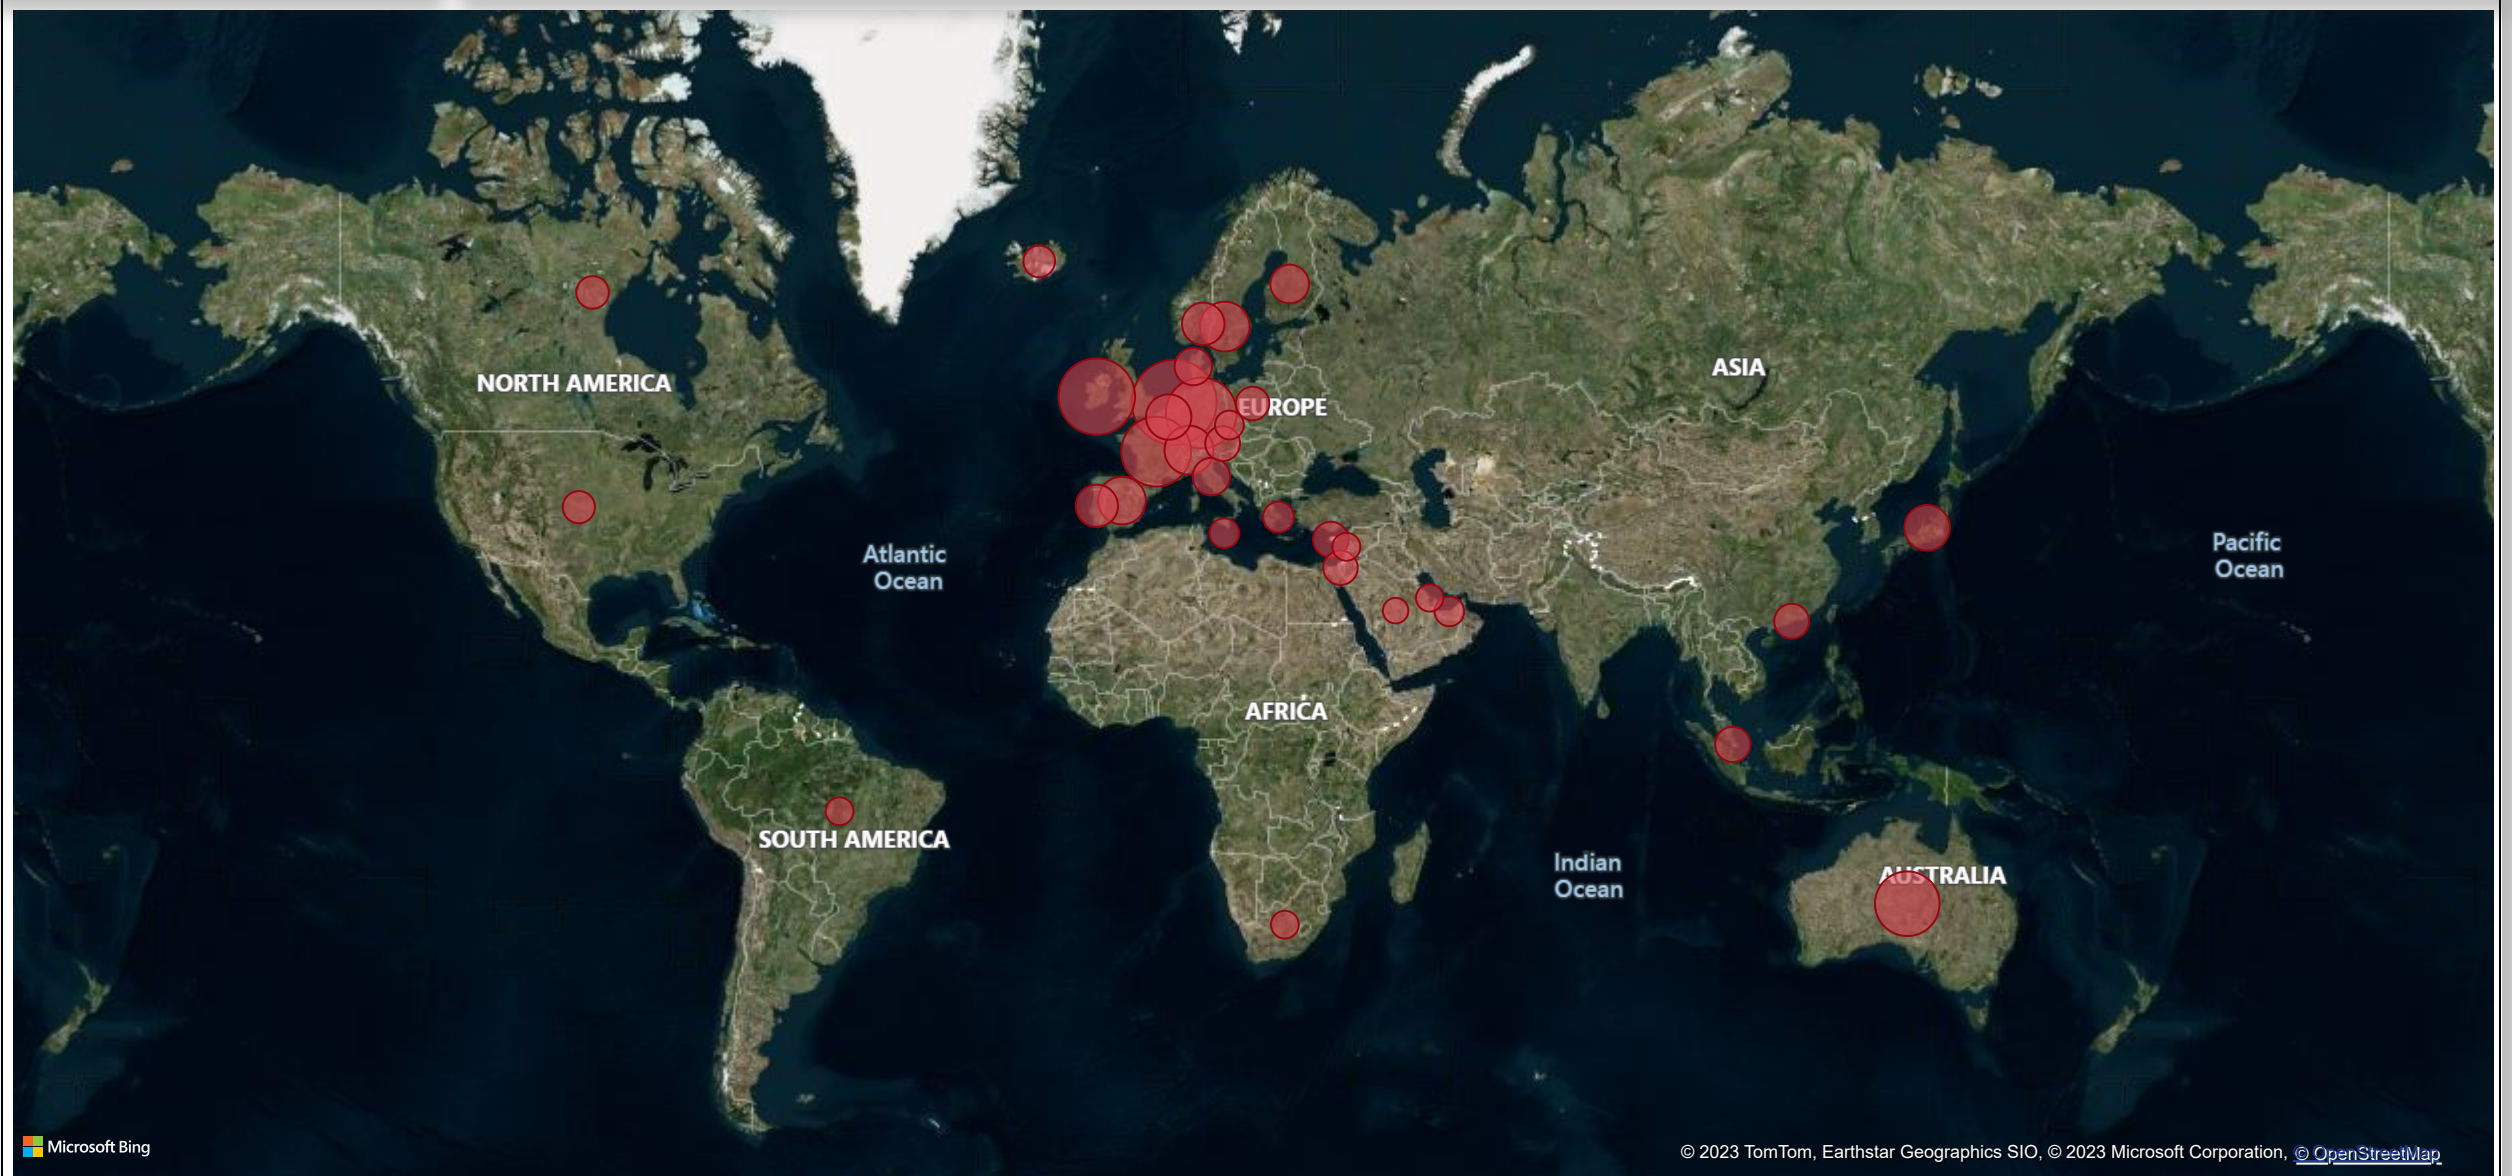 NORTH AMERICA
ASIA
EUROPE
Atlantic
Ocean
Pacific
Ocean
AFRICA
SOUTH AMERICA
Indian
Ocean
AUSTRALIA
Microsoft Bing
© 2023 TomTom, Earthstar Geographics SIO, © 2023 Microsoft Corporation, © OpenStreetMap